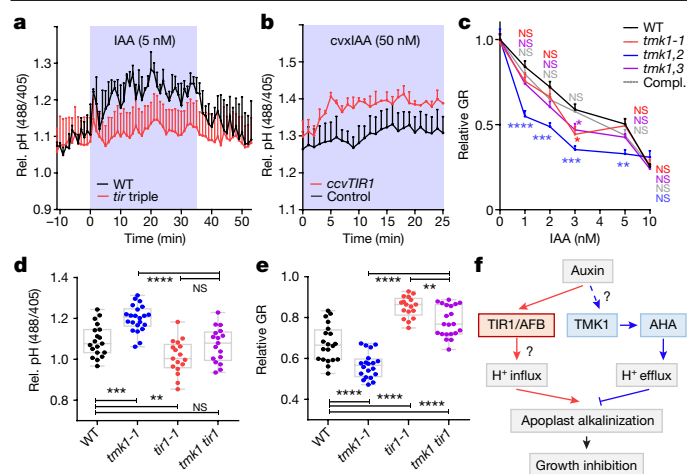 a
IAA (5 nM)
Rel. pH (488/405)
1.3
1.2
1.1
1.0
0.9
–10 0 10 20 30 40 50
Time (min)
WT
tir triple
b
cvxIAA (50 nM)
Rel. pH (488/405)
1.6
1.5
1.4
1.3
1.2
1.1
0 5 10 15 20 25
Time (min)
ccvTIR1
Control
c
Relative GR
1.0
0.5
0
0 1 2 3 4 5 10
IAA (nM)
WT
tmk1-1
tmk1,2
tmk1,3
Compl.
NS
NS
NS
NS
NS
NS
NS
NS
NS
NS
NS
NS
NS
NS
****
***
*
*
***
**
d
Rel. pH (488/405)
1.4
1.2
1.0
0.8
****
NS
***
**
NS
WT
tmk1–1
tir1–1
tmk1 tir1
e
Relative GR
1.0
0.8
0.6
0.4
****
**
****
****
****
WT
tmk1–1
tir1–1
tmk1 tir1
f
Auxin
?
TIR1/AFB
TMK1
AHA
?
H+ influx
H+ efflux
Apoplast alkalinization
Growth inhibition